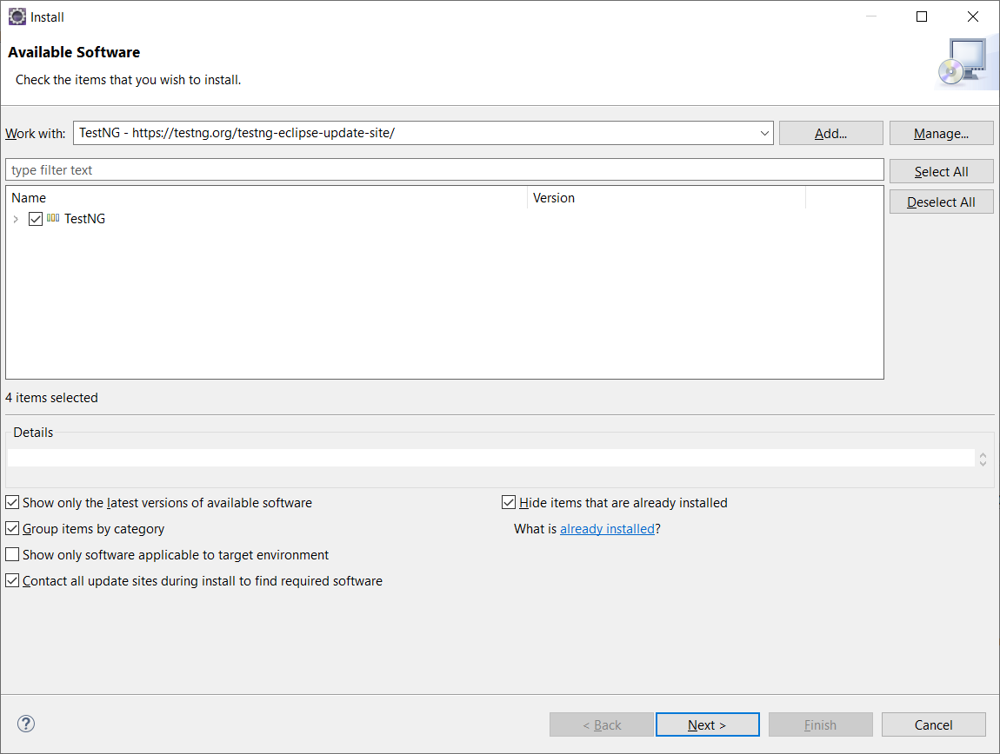 Install
Available Software
Check the items that you wish to install.
Work with: TestNG - https://testng.org/testng-eclipse-update-site/ Add... Manage...
type filter text Select All
Name Version Deselect All
TestNG
4 items selected
Details
Show only the latest versions of available software Hide items that are already installed
Group items by category What is already installed?
Show only software applicable to target environment
Contact all update sites during install to find required software
? < Back Next > Finish Cancel